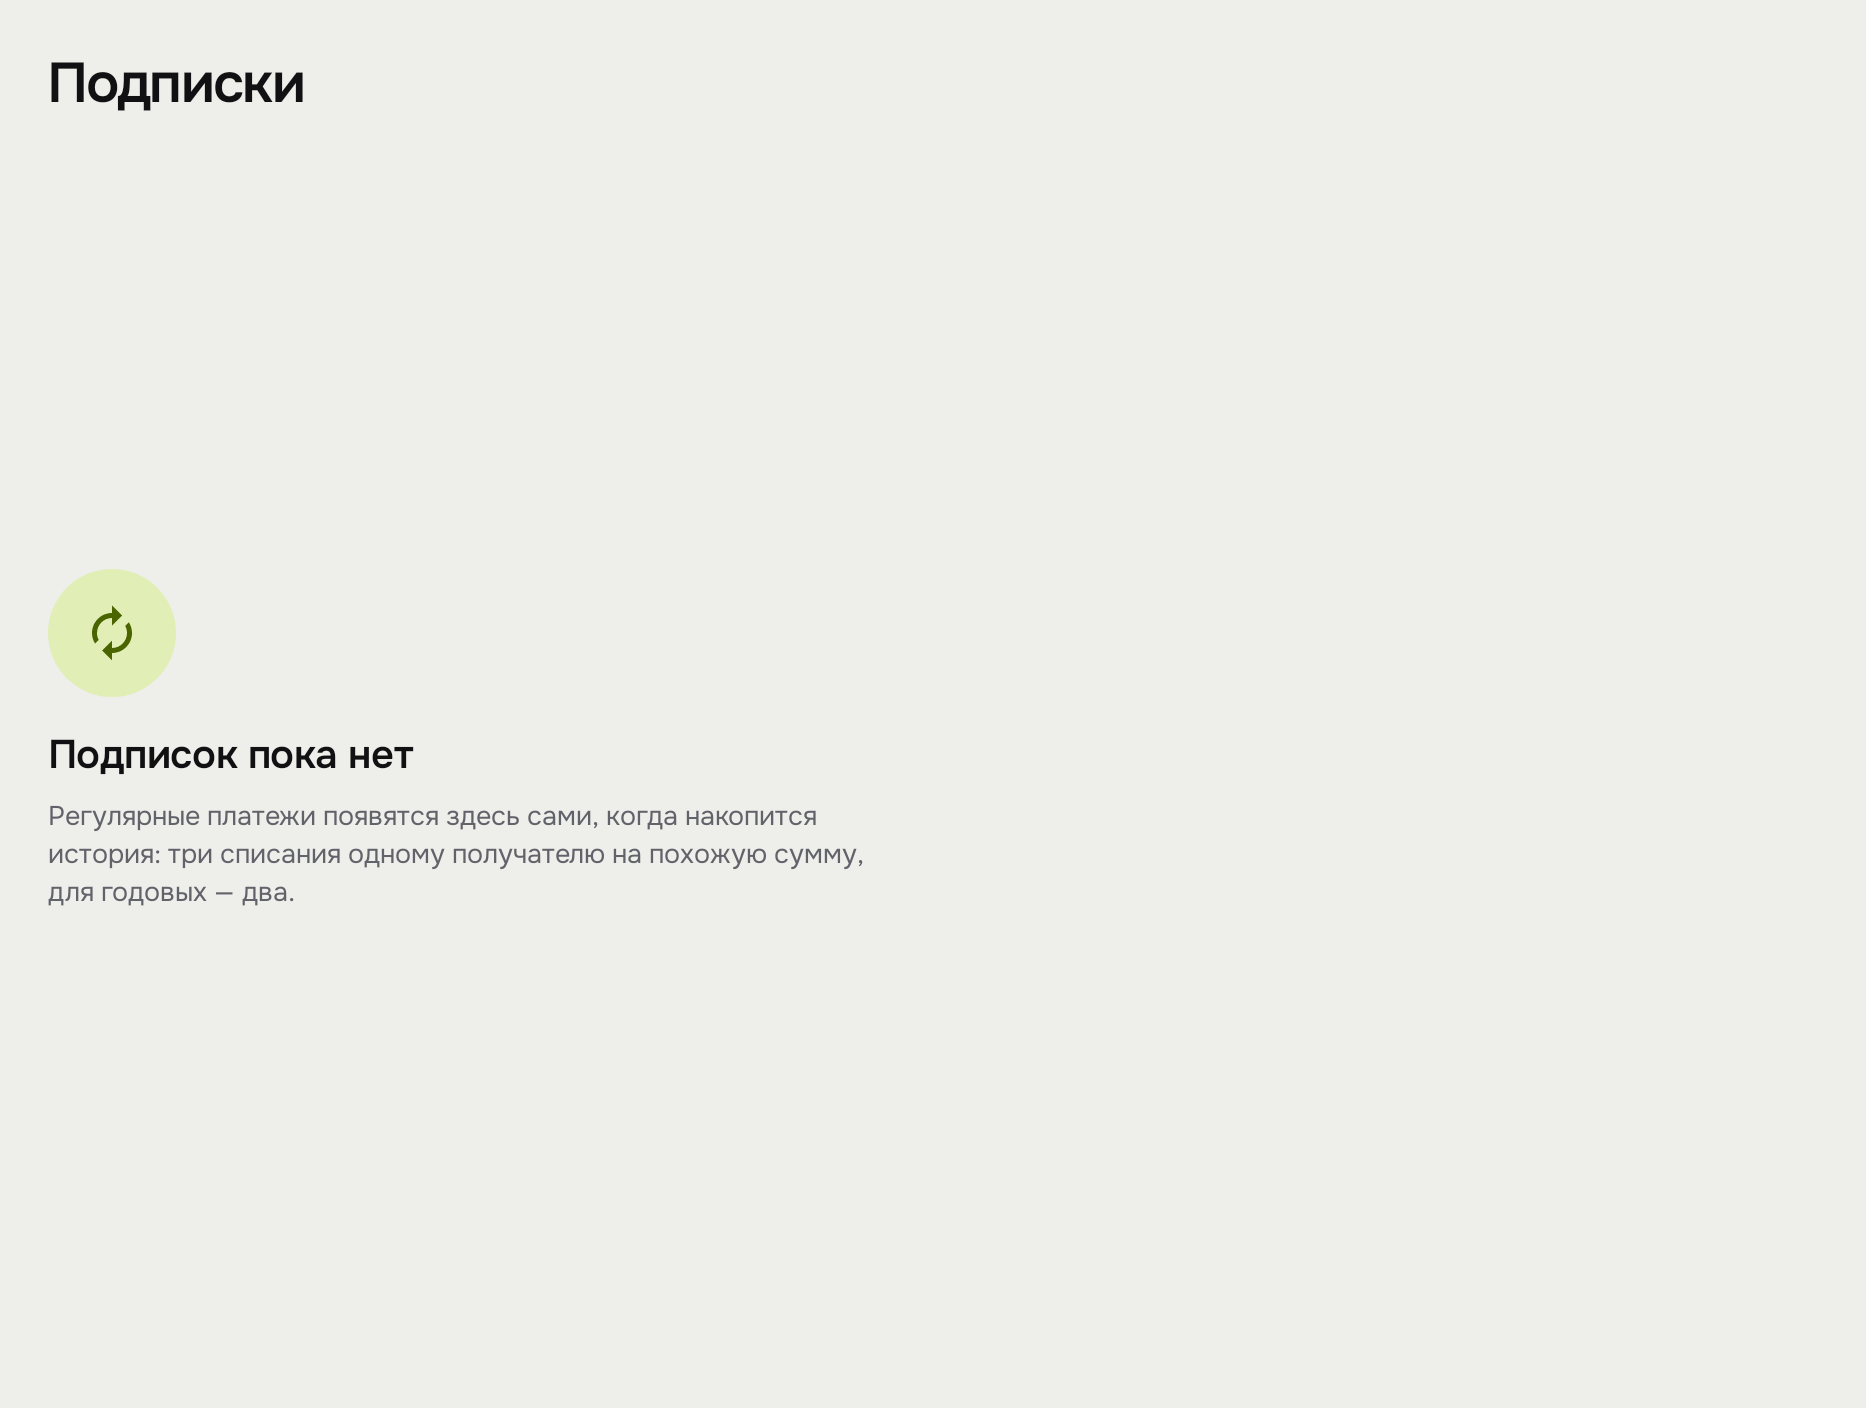 Подписки
Подписок пока нет
Регулярные платежи появятся здесь сами, когда накопится
история: три списания одному получателю на похожую сумму,
для годовых — два.